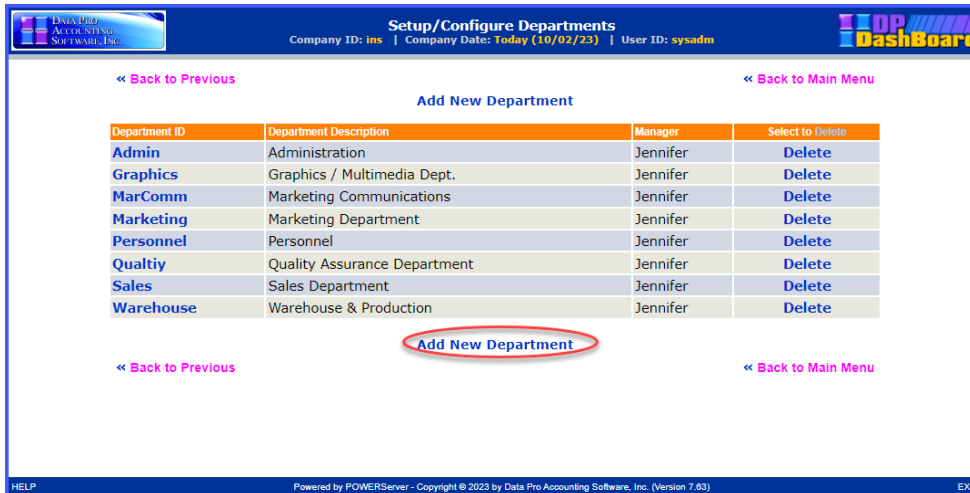 DATA PRO
ACCOUNTING
SOFTWARE, INC.
Setup/Configure Departments
Company ID: ins | Company Date: Today (10/02/23) | User ID: sysadm
DP
DashBoard
« Back to Previous
« Back to Main Menu
Add New Department
Department ID Department Description Manager Select to Delete
Admin Administration Jennifer Delete
Graphics Graphics / Multimedia Dept. Jennifer Delete
MarComm Marketing Communications Jennifer Delete
Marketing Marketing Department Jennifer Delete
Personnel Personnel Jennifer Delete
Qualtiy Quality Assurance Department Jennifer Delete
Sales Sales Department Jennifer Delete
Warehouse Warehouse & Production Jennifer Delete
Add New Department
« Back to Previous
« Back to Main Menu
HELP Powered by POWERServer - Copyright © 2023 by Data Pro Accounting Software, Inc. (Version 7.63) EX